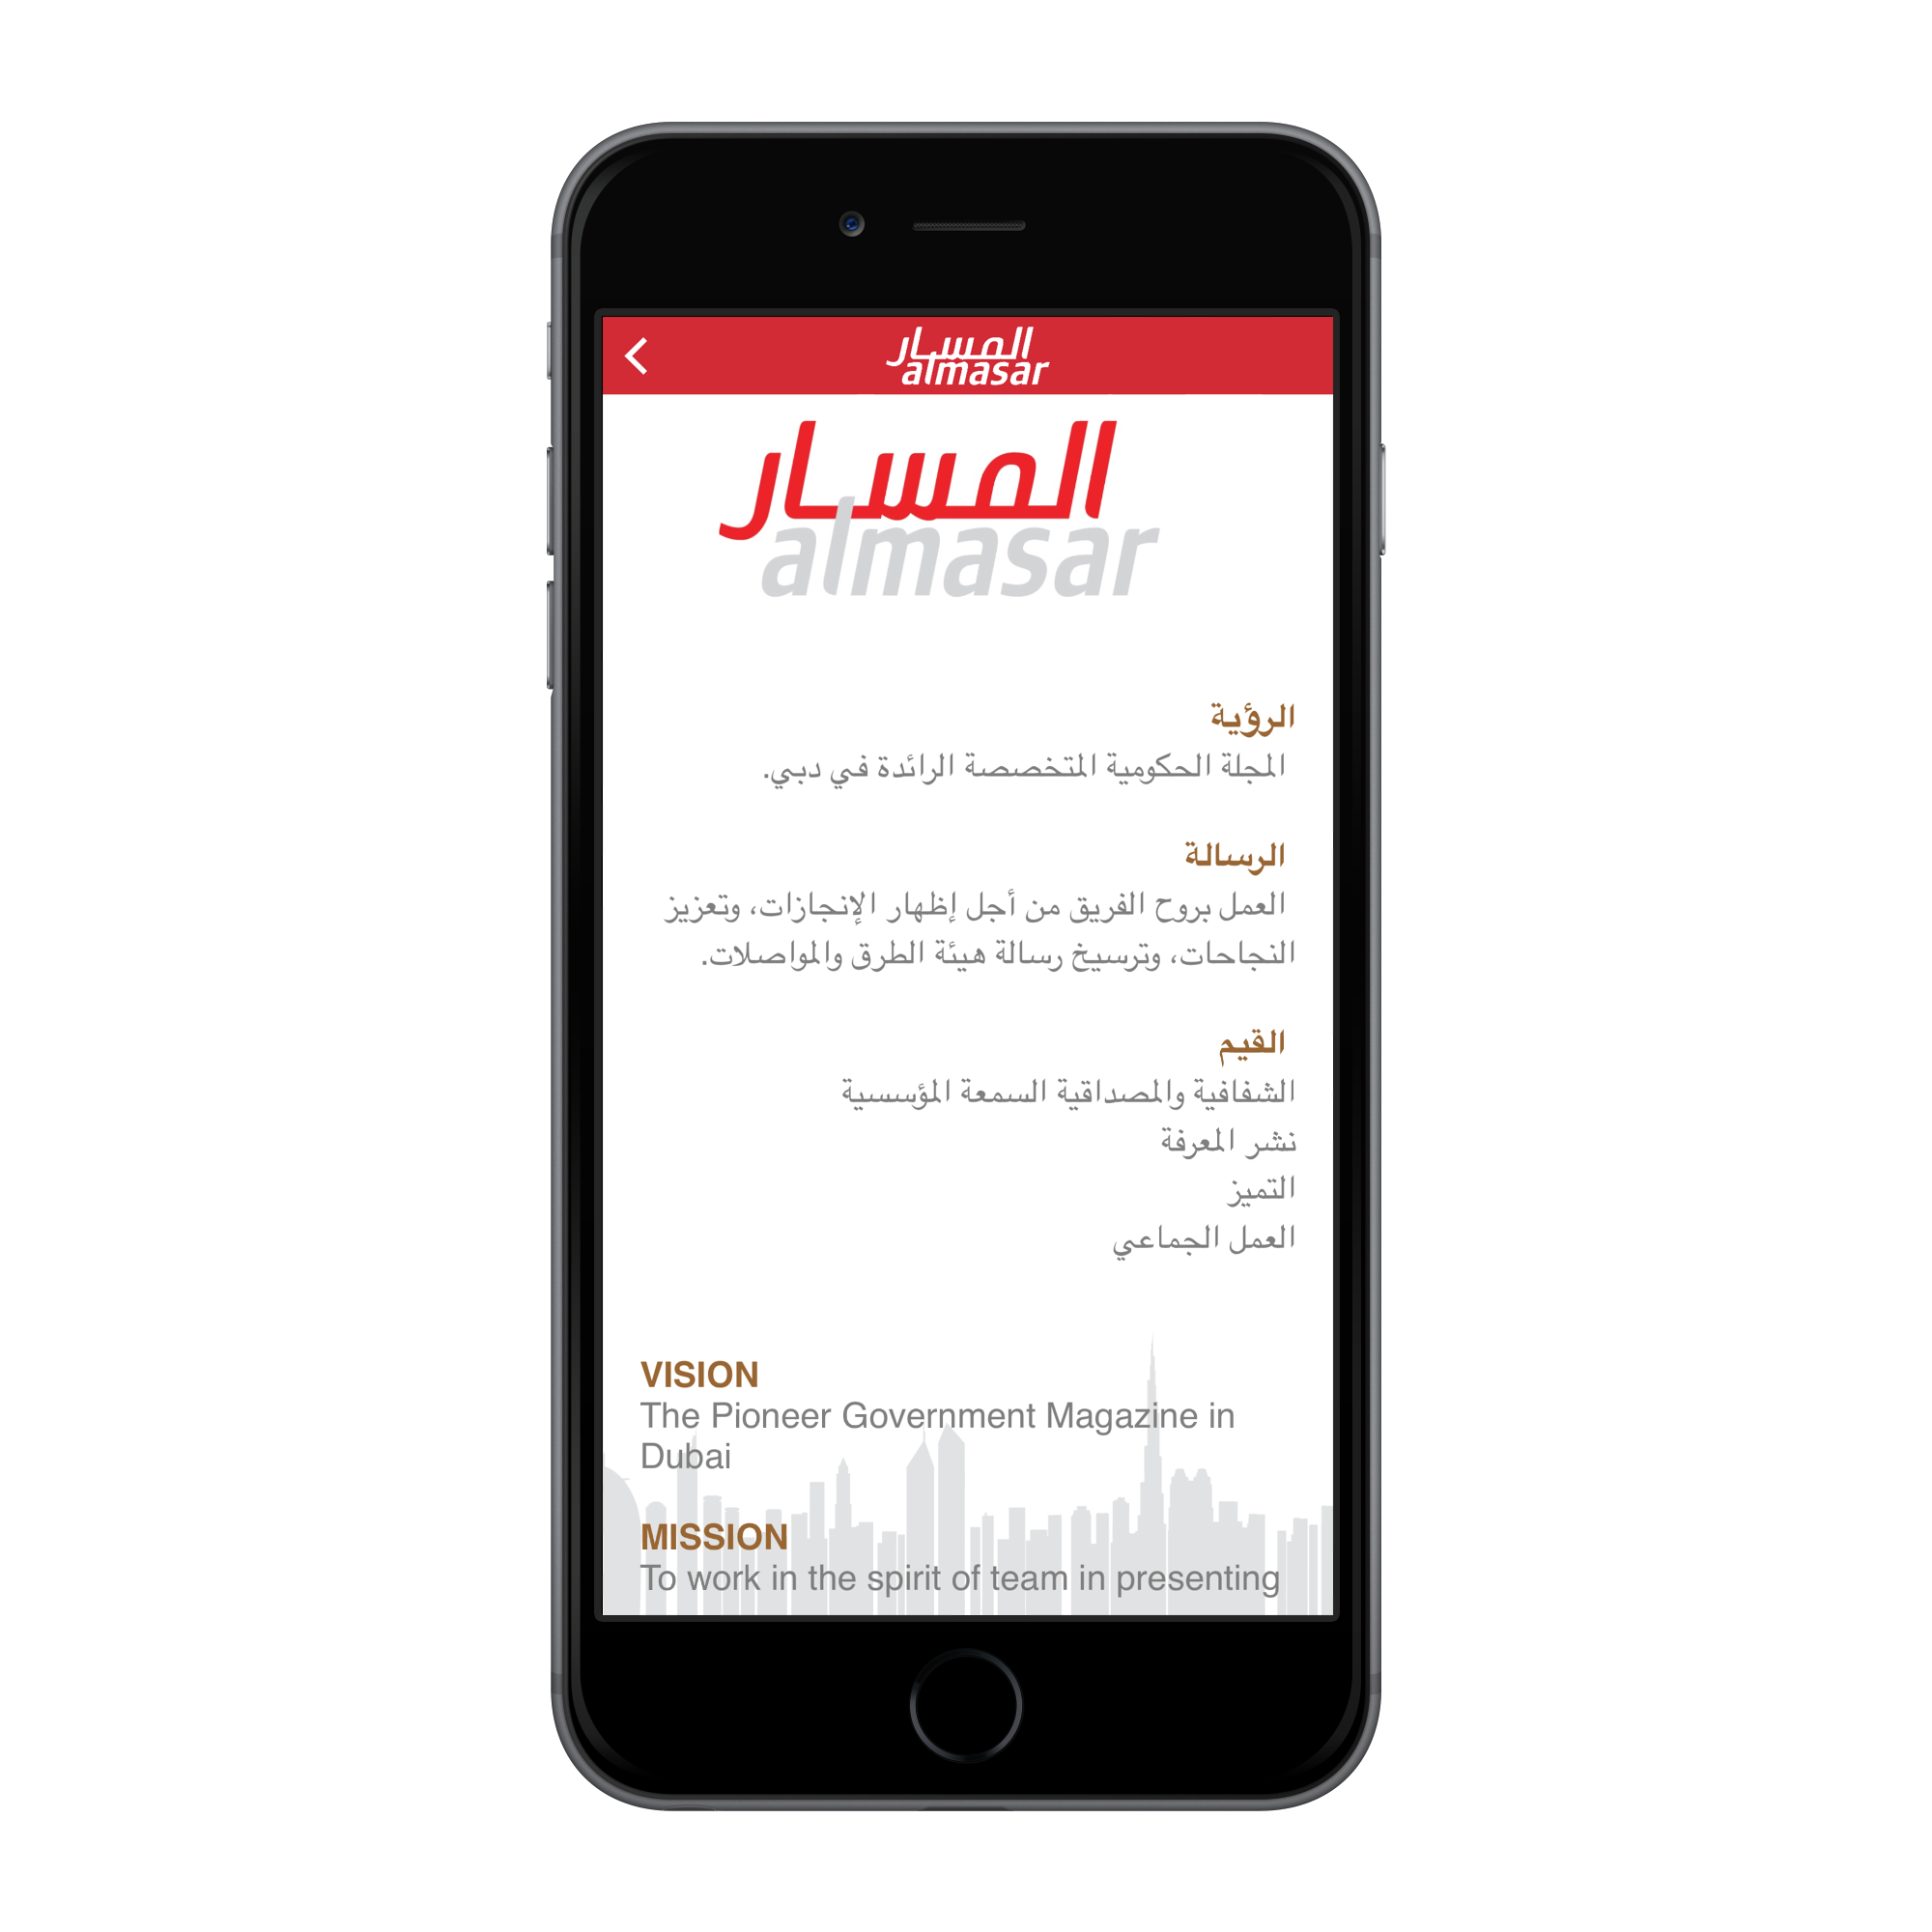 المسار
almasar
المسار
almasar
الرؤية
المجلة الحكومية المتخصصة الرائدة في دبي.
الرسالة
العمل بروح الفريق من أجل إظهار الإنجازات، وتعزيز
النجاحات، وترسيخ رسالة هيئة الطرق والمواصلات.
القيم
الشفافية والمصداقية السمعة المؤسسية
نشر المعرفة
التميز
العمل الجماعي
VISION
The Pioneer Government Magazine in
Dubai
MISSION
To work in the spirit of team in presenting